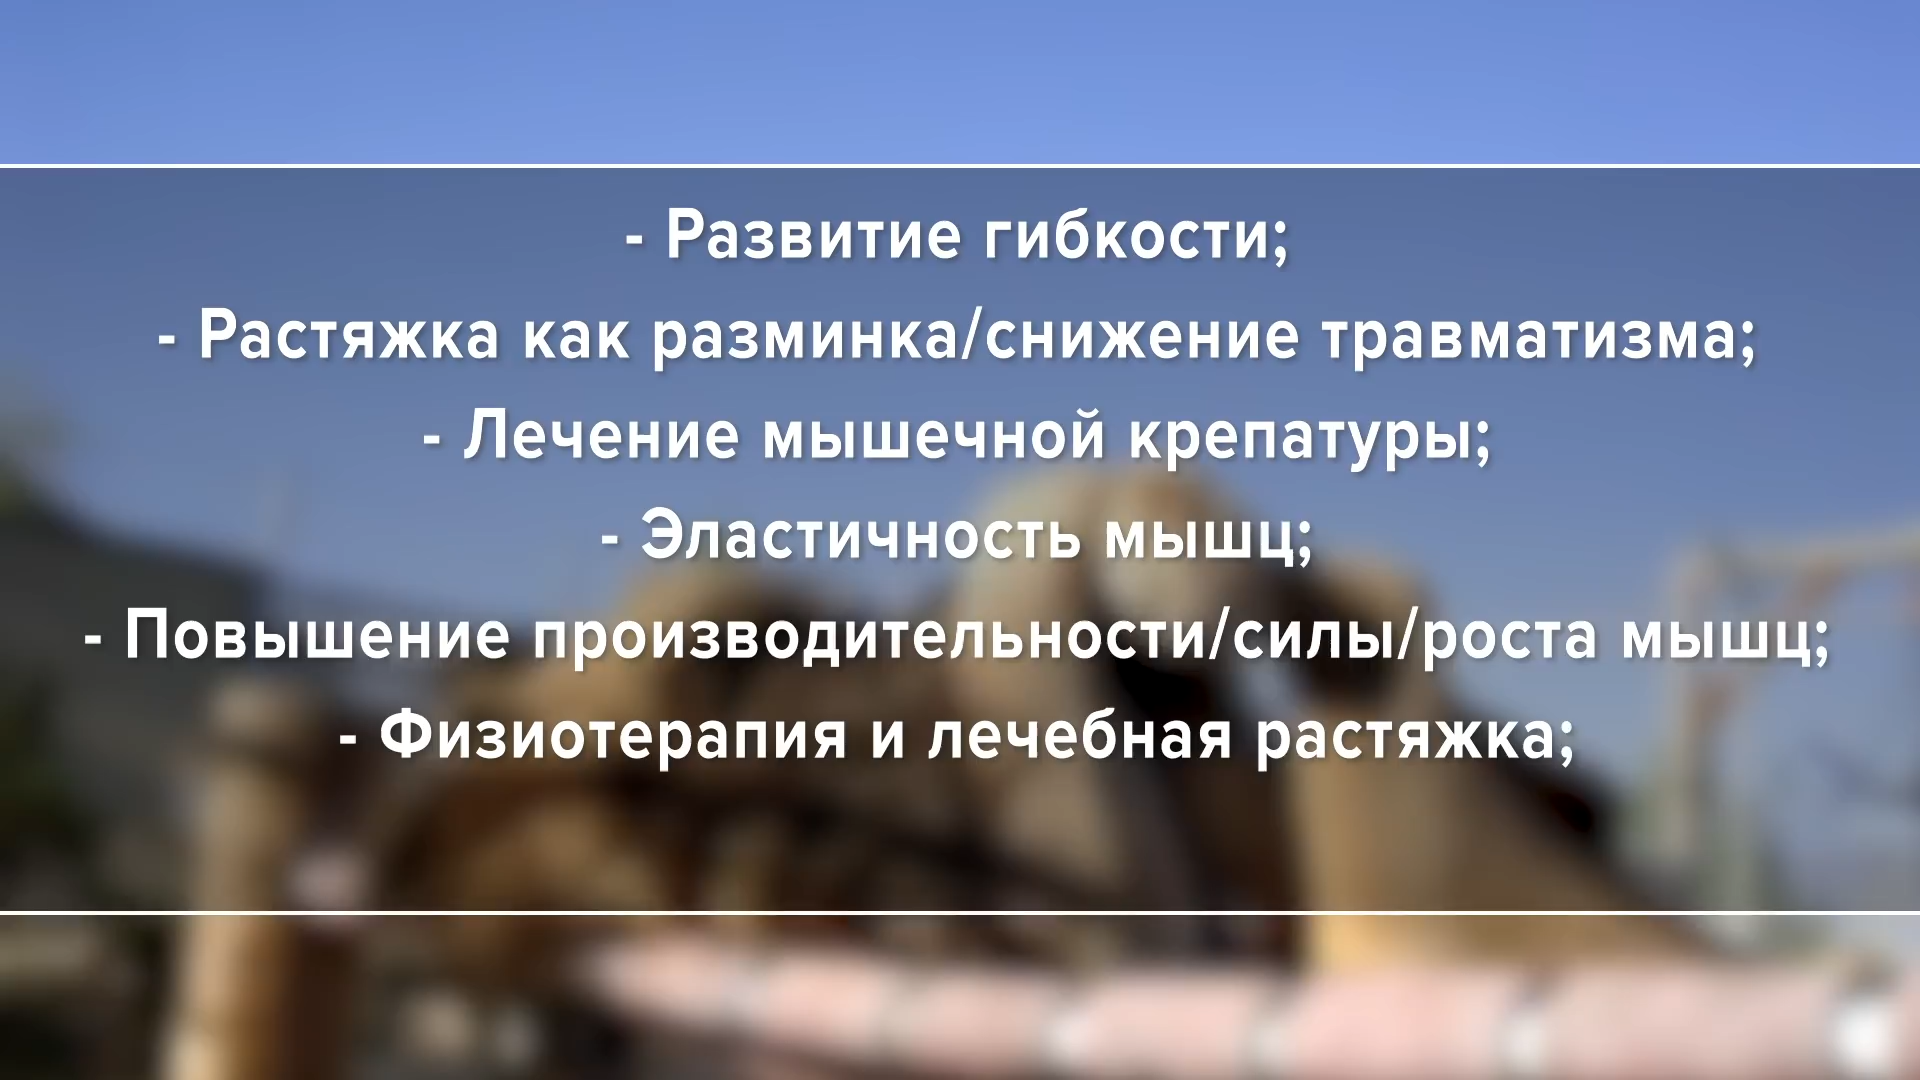 - Развитие гибкости;
- Растяжка как разминка/снижение травматизма;
- Лечение мышечной крепатуры;
- Эластичность мышц;
- Повышение производительности/силы/роста мышц;
- Физиотерапия и лечебная растяжка;